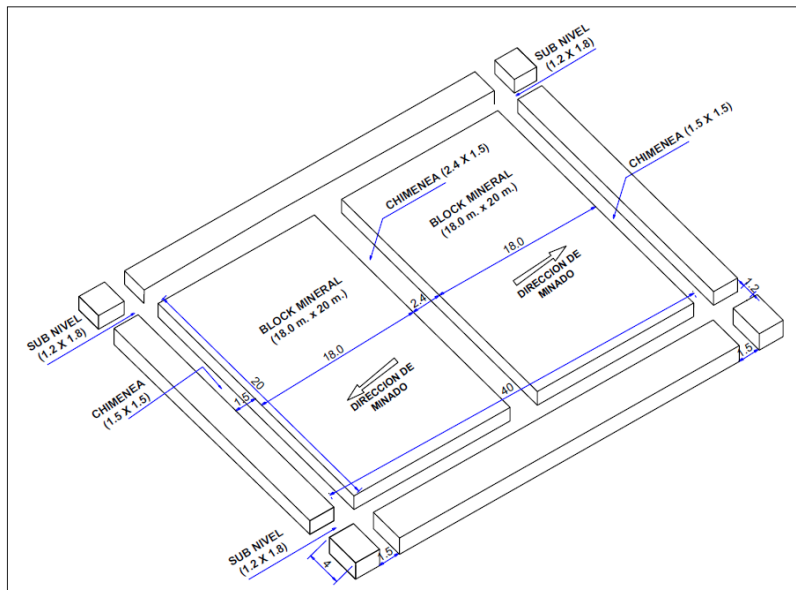 SUB NIVEL
(1.2 X 1.8)
CHIMENEA (1.5 X 1.5)
CHIMENEA (2.4 X 1.5)
BLOCK MINERAL
(18.0 m. x 20 m.)
18.0
DIRECCION DE
MINADO
1.2
1.5
BLOCK MINERAL
(18.0 m. x 20 m.)
2.4
18.0
SUB NIVEL
(1.2 X 1.8)
CHIMENEA
(1.5 X 1.5)
1.5
20
DIRECCION DE
MINADO
40
SUB NIVEL
(1.2 X 1.8)
4
1.5